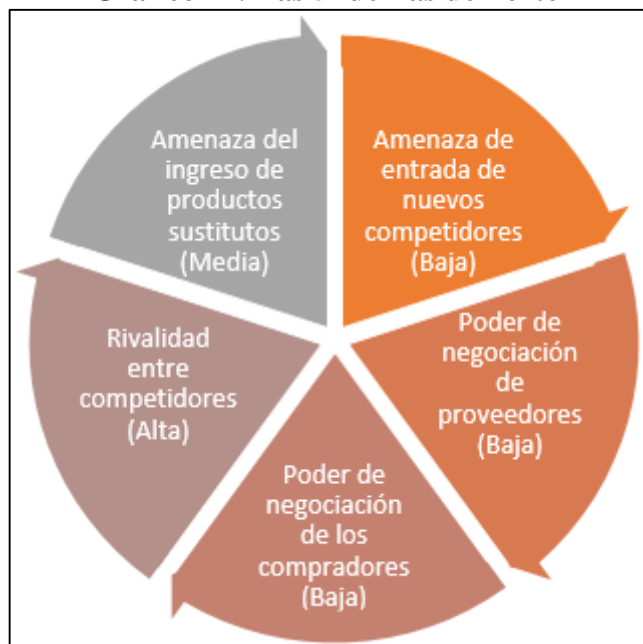 Amenaza del
ingreso de
productos
sustitutos
(Media)
Amenaza de
entrada de
nuevos
competidores
(Baja)
Rivalidad
entre
competidores
(Alta)
Poder de
negociación
de
proveedores
(Baja)
Poder de
negociación
de los
compradores
(Baja)